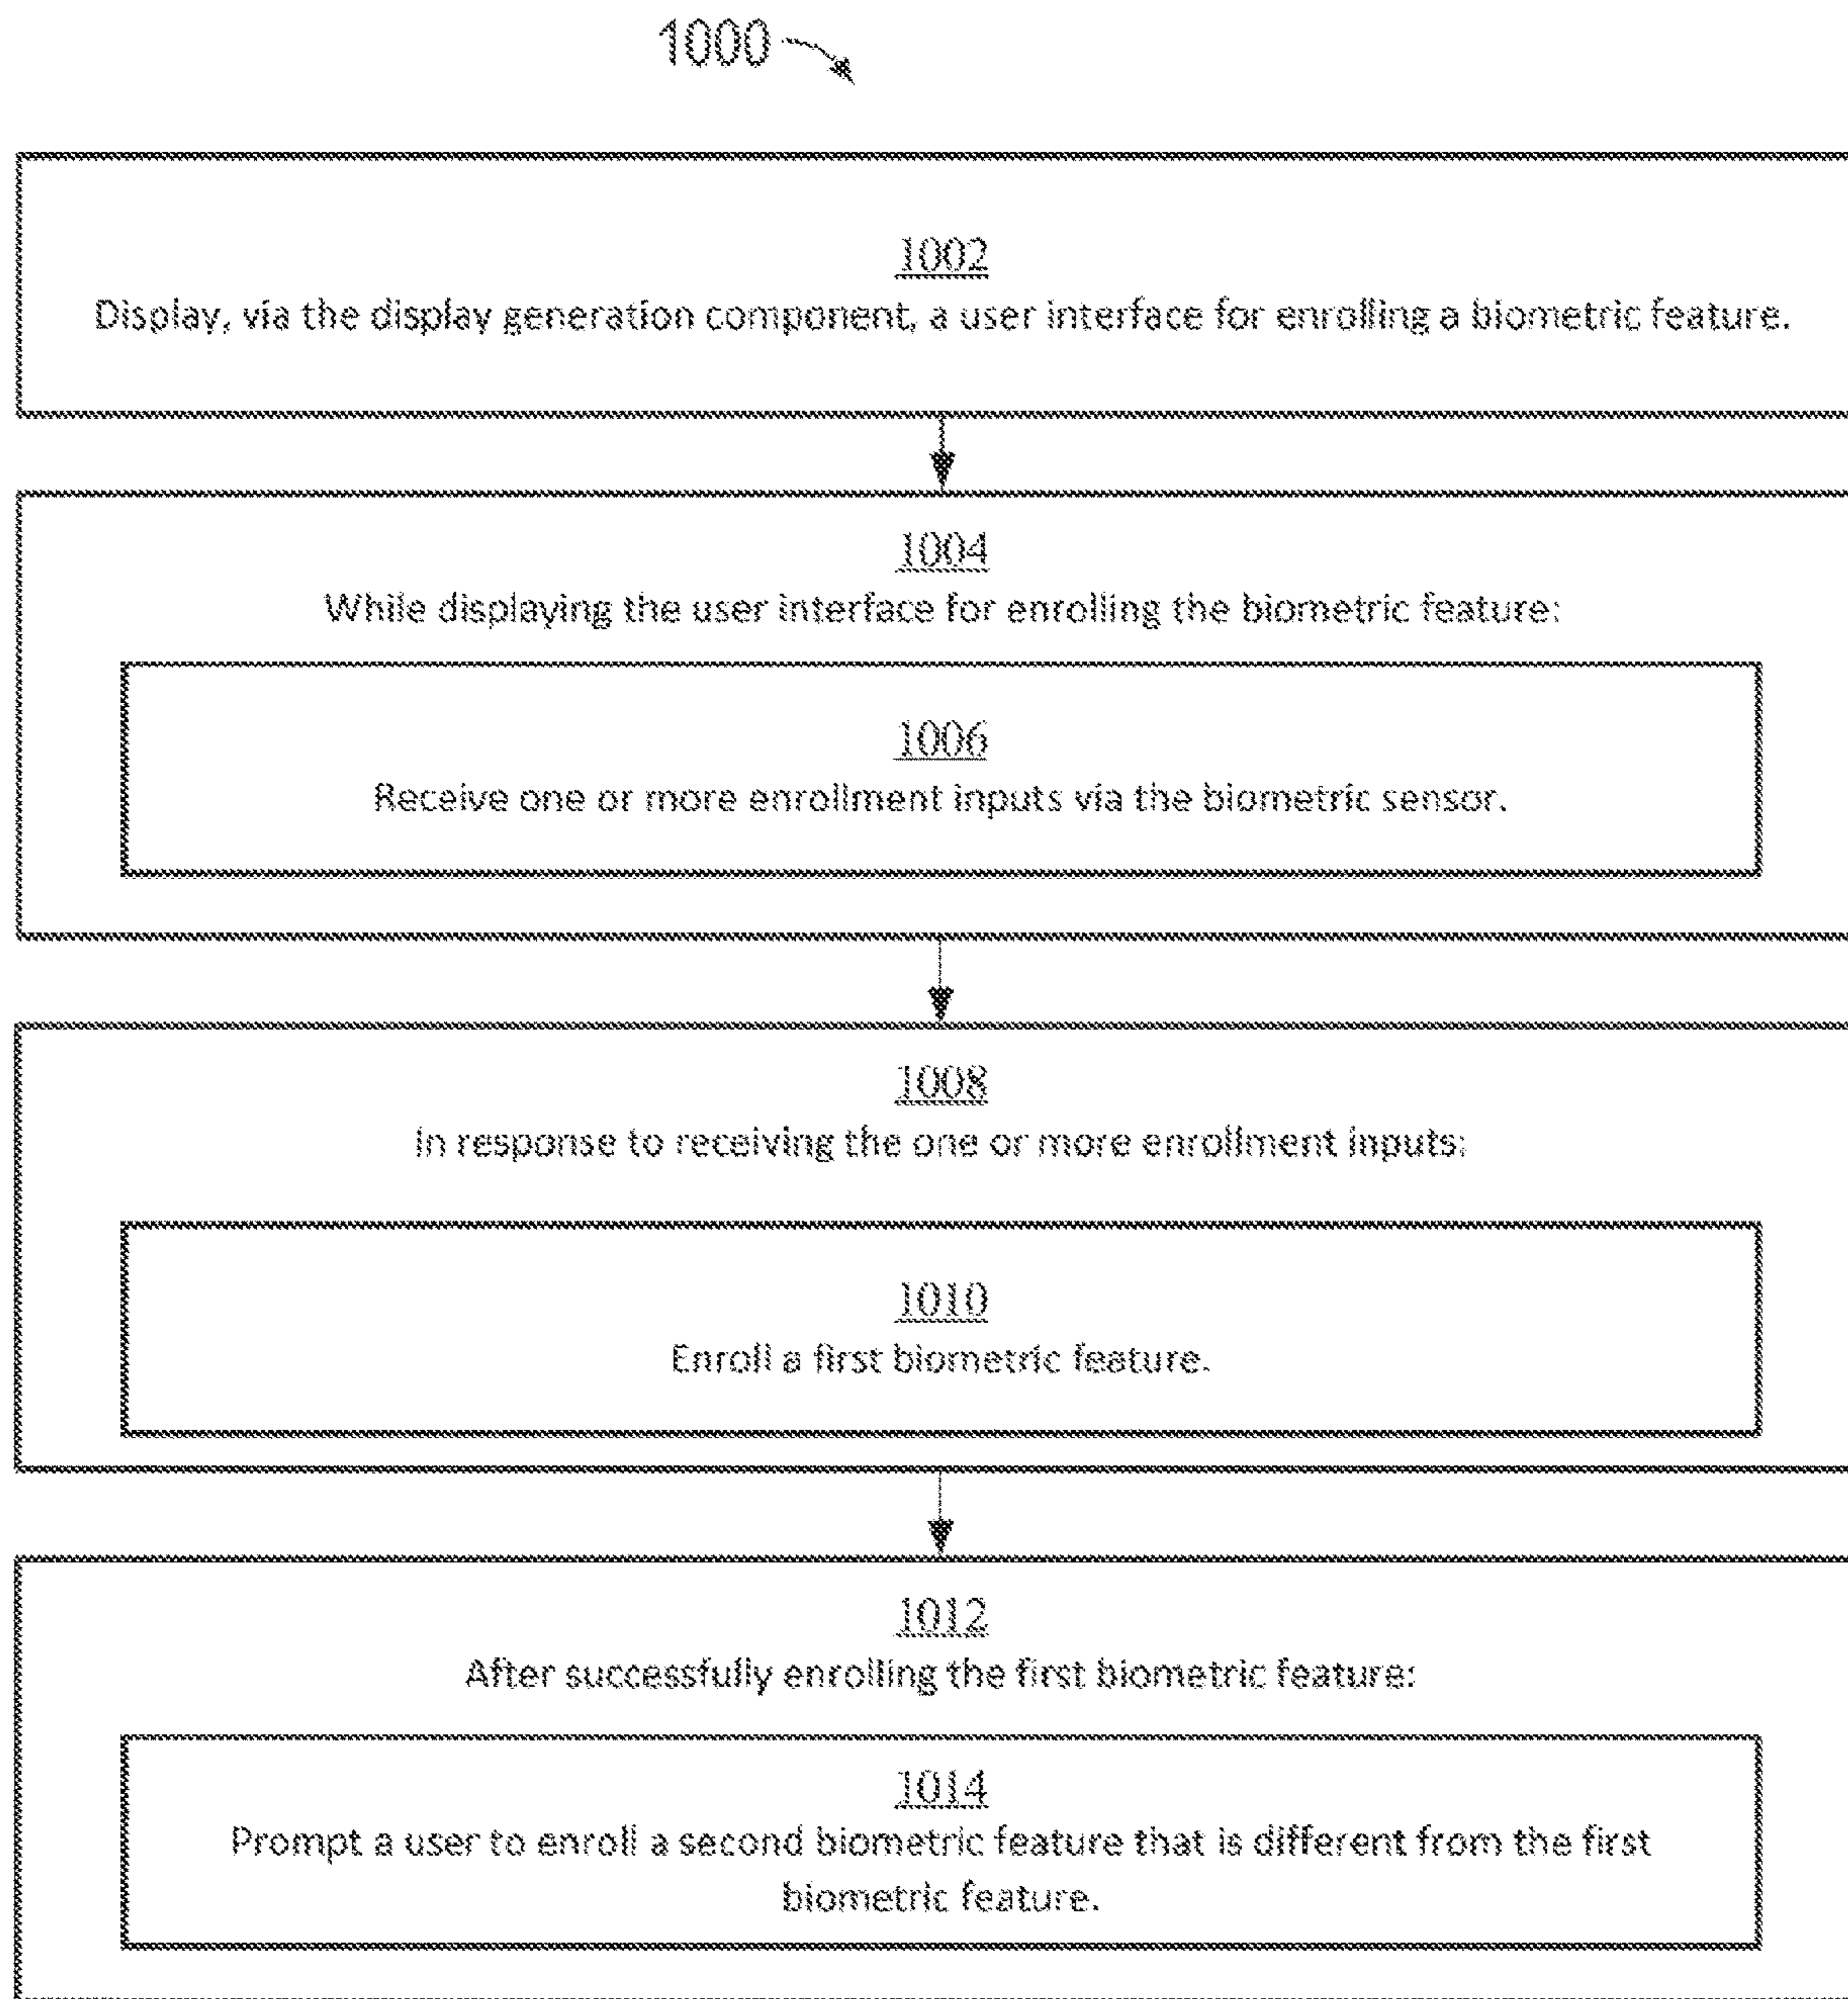 1000
1002
Display, via the display generation component, a user interface for enrolling a biometric feature.
1004
While displaying the user interface for enrolling the biometric feature:
1006
Receive one or more enrollment inputs via the biometric sensor.
1008
In response to receiving the one or more enrollment inputs:
1010
Enroll a first biometric feature.
1012
After successfully enrolling the first biometric feature:
1014
Prompt a user to enroll a second biometric feature that is different from the first
biometric feature.